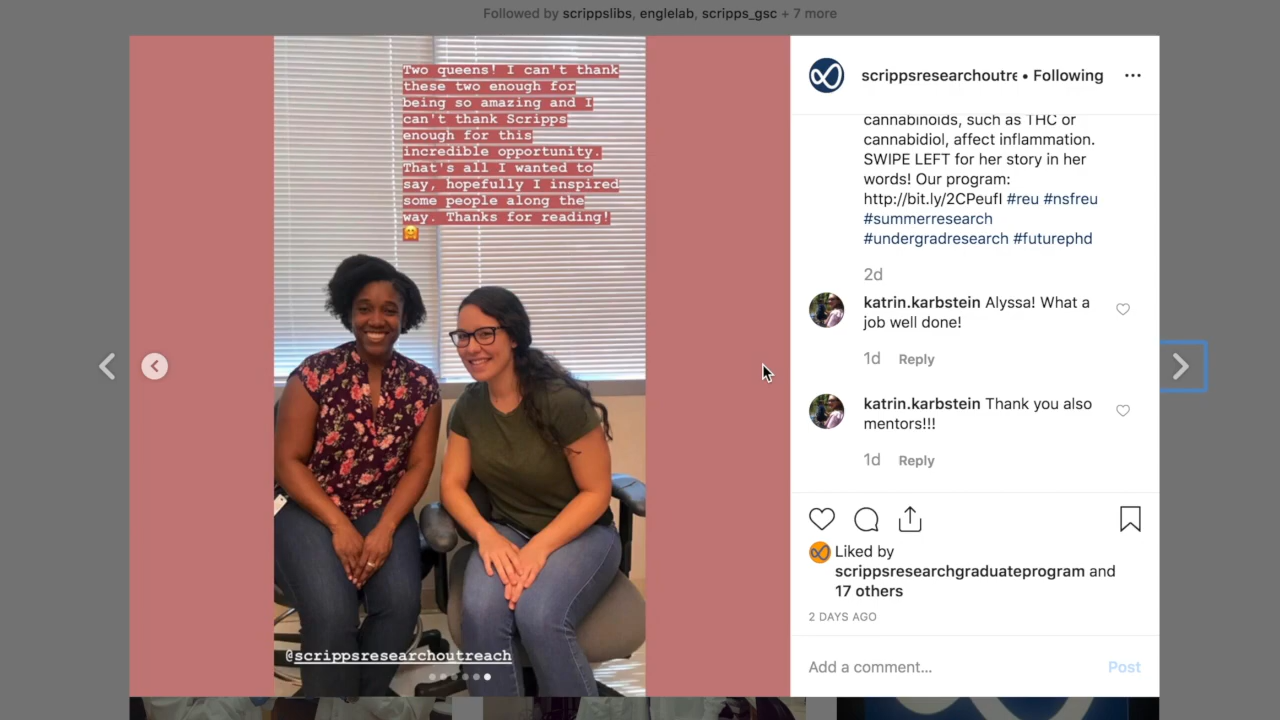 Followed by scrippslibs, englelab, scripps_gsc + 7 more
Two queens! I can't thank
these two enough for
being so amazing and I
can't thank Scripps
enough for this
incredible opportunity.
That's all I wanted to
say, hopefully I inspired
some people along the
way. Thanks for reading!
@scrippsresearchoutreach
scrippsresearchoutre • Following
cannabinoids, such as THC or
cannabidiol, affect inflammation.
SWIPE LEFT for her story in her
words! Our program:
http://bit.ly/2CPeufI #reu #nsfreu
#summerresearch
#undergradresearch #futurephd
2d
katrin.karbstein Alyssa! What a
job well done!
1d Reply
katrin.karbstein Thank you also
mentors!!!
1d Reply
Liked by
scrippsresearchgraduateprogram and
17 others
2 DAYS AGO
Add a comment... Post